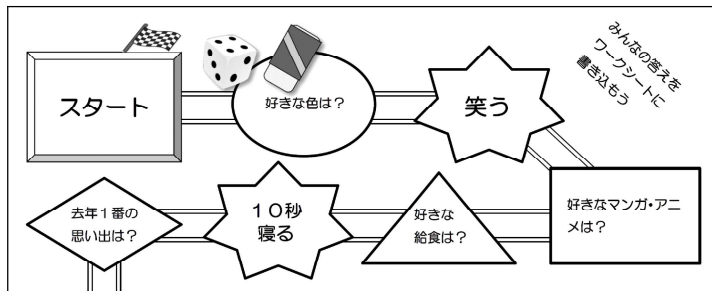 スタート
好きな色は？
笑う
みんなの答えを
ワークシートに
書き込もう
好きなマンガ・アニ
メは？
好きな
給食は？
１０秒
寝る
去年１番の
思い出は？